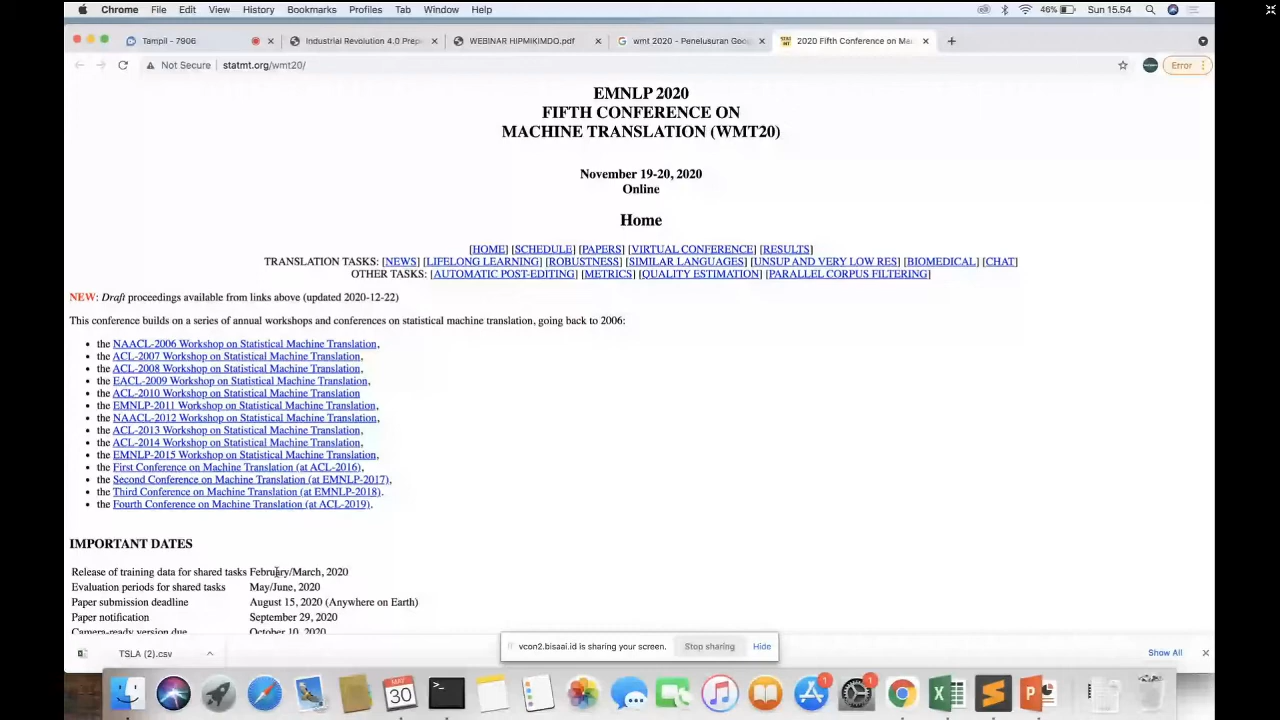 Chrome File Edit View History Bookmarks Profiles Tab Window Help 46% Sun 15.54
Tampil - 7906 Industrial Revolution 4.0 Prep WEBINAR HIPMIKIMDO.pdf wmt 2020 - Penelusuran Goo 2020 Fifth Conference on Ma
Not Secure statmt.org/wmt20/ Error
EMNLP 2020
FIFTH CONFERENCE ON
MACHINE TRANSLATION (WMT20)
November 19-20, 2020
Online
Home
[HOME] [SCHEDULE] [PAPERS] [VIRTUAL CONFERENCE] [RESULTS]
TRANSLATION TASKS: [NEWS] [LIFELONG LEARNING] [ROBUSTNESS] [SIMILAR LANGUAGES] [UNSUP AND VERY LOW RES] [BIOMEDICAL] [CHAT]
OTHER TASKS: [AUTOMATIC POST-EDITING] [METRICS] [QUALITY ESTIMATION] [PARALLEL CORPUS FILTERING]
NEW: Draft proceedings available from links above (updated 2020-12-22)
This conference builds on a series of annual workshops and conferences on statistical machine translation, going back to 2006:
• the NAACL-2006 Workshop on Statistical Machine Translation,
• the ACL-2007 Workshop on Statistical Machine Translation,
• the ACL-2008 Workshop on Statistical Machine Translation,
• the EACL-2009 Workshop on Statistical Machine Translation,
• the ACL-2010 Workshop on Statistical Machine Translation
• the EMNLP-2011 Workshop on Statistical Machine Translation,
• the NAACL-2012 Workshop on Statistical Machine Translation,
• the ACL-2013 Workshop on Statistical Machine Translation,
• the ACL-2014 Workshop on Statistical Machine Translation,
• the EMNLP-2015 Workshop on Statistical Machine Translation,
• the First Conference on Machine Translation (at ACL-2016),
• the Second Conference on Machine Translation (at EMNLP-2017),
• the Third Conference on Machine Translation (at EMNLP-2018).
• the Fourth Conference on Machine Translation (at ACL-2019).
IMPORTANT DATES
Release of training data for shared tasks February/March, 2020
Evaluation periods for shared tasks May/June, 2020
Paper submission deadline August 15, 2020 (Anywhere on Earth)
Paper notification September 29, 2020
Camera-ready version due October 10, 2020
vcon2.bisaai.id is sharing your screen. Stop sharing Hide
TSLA (2).csv Show All
MAY
30
1
1